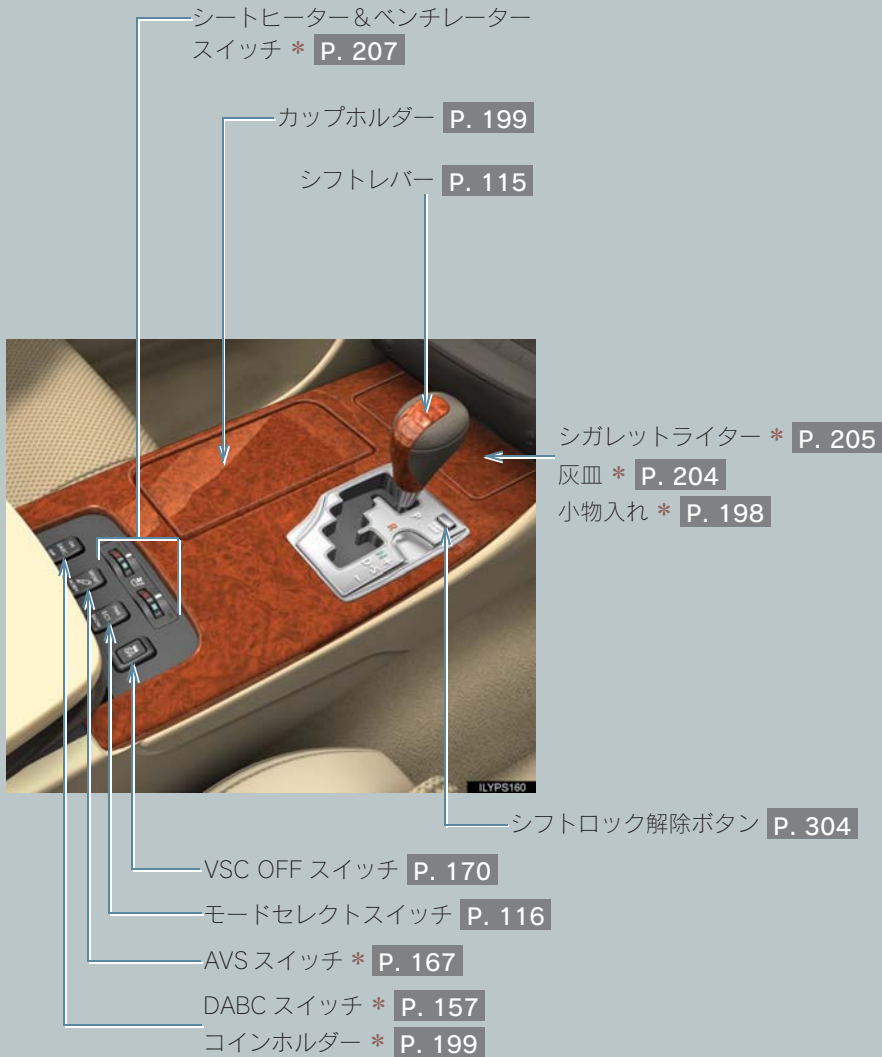 シートヒーター＆ベンチレーター
スイッチ * P. 207
カップホルダー P. 199
シフトレバー P. 115
シガレットライター * P. 205
灰皿 * P. 204
小物入れ * P. 198
P
R
N
D
S
L
ILYPS160
シフトロック解除ボタン P. 304
VSC OFF スイッチ P. 170
モードセレクトスイッチ P. 116
AVS スイッチ * P. 167
DABC スイッチ * P. 157
コインホルダー * P. 199